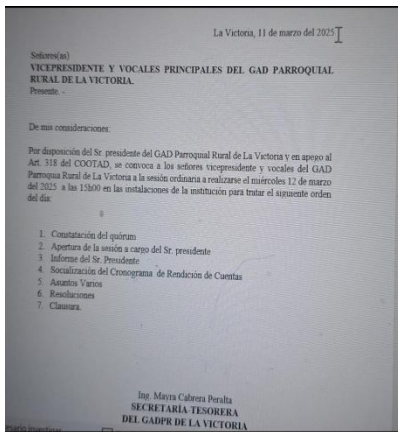 La Victoria, 11 de marzo del 2025
Señores(as)
VICEPRESIDENTE Y VOCALES PRINCIPALES DEL GAD PARROQUIAL
RURAL DE LA VICTORIA.
Presente. -
De mis consideraciones.
Por disposición del Sr. presidente del GAD Parroquial Rural de La Victoria y en apego al
Art. 318 del COOTAD, se convoca a los señores vicepresidente y vocales del GAD
Parroquia Rural de La Victoria a la sesión ordinaria a realizarse el miércoles 12 de marzo
del 2025 a las 15h00 en las instalaciones de la institución para tratar el siguiente orden
del día:
1. Constatación del quórum
2. Apertura de la sesión a cargo del Sr. presidente
3. Informe del Sr. Presidente
4. Socialización del Cronograma de Rendición de Cuentas
5. Asuntos Varios
6. Resoluciones
7. Clausura.
Ing. Mayra Cabrera Peralta
SECRETARIA-TESORERA
DEL GADPR DE LA VICTORIA